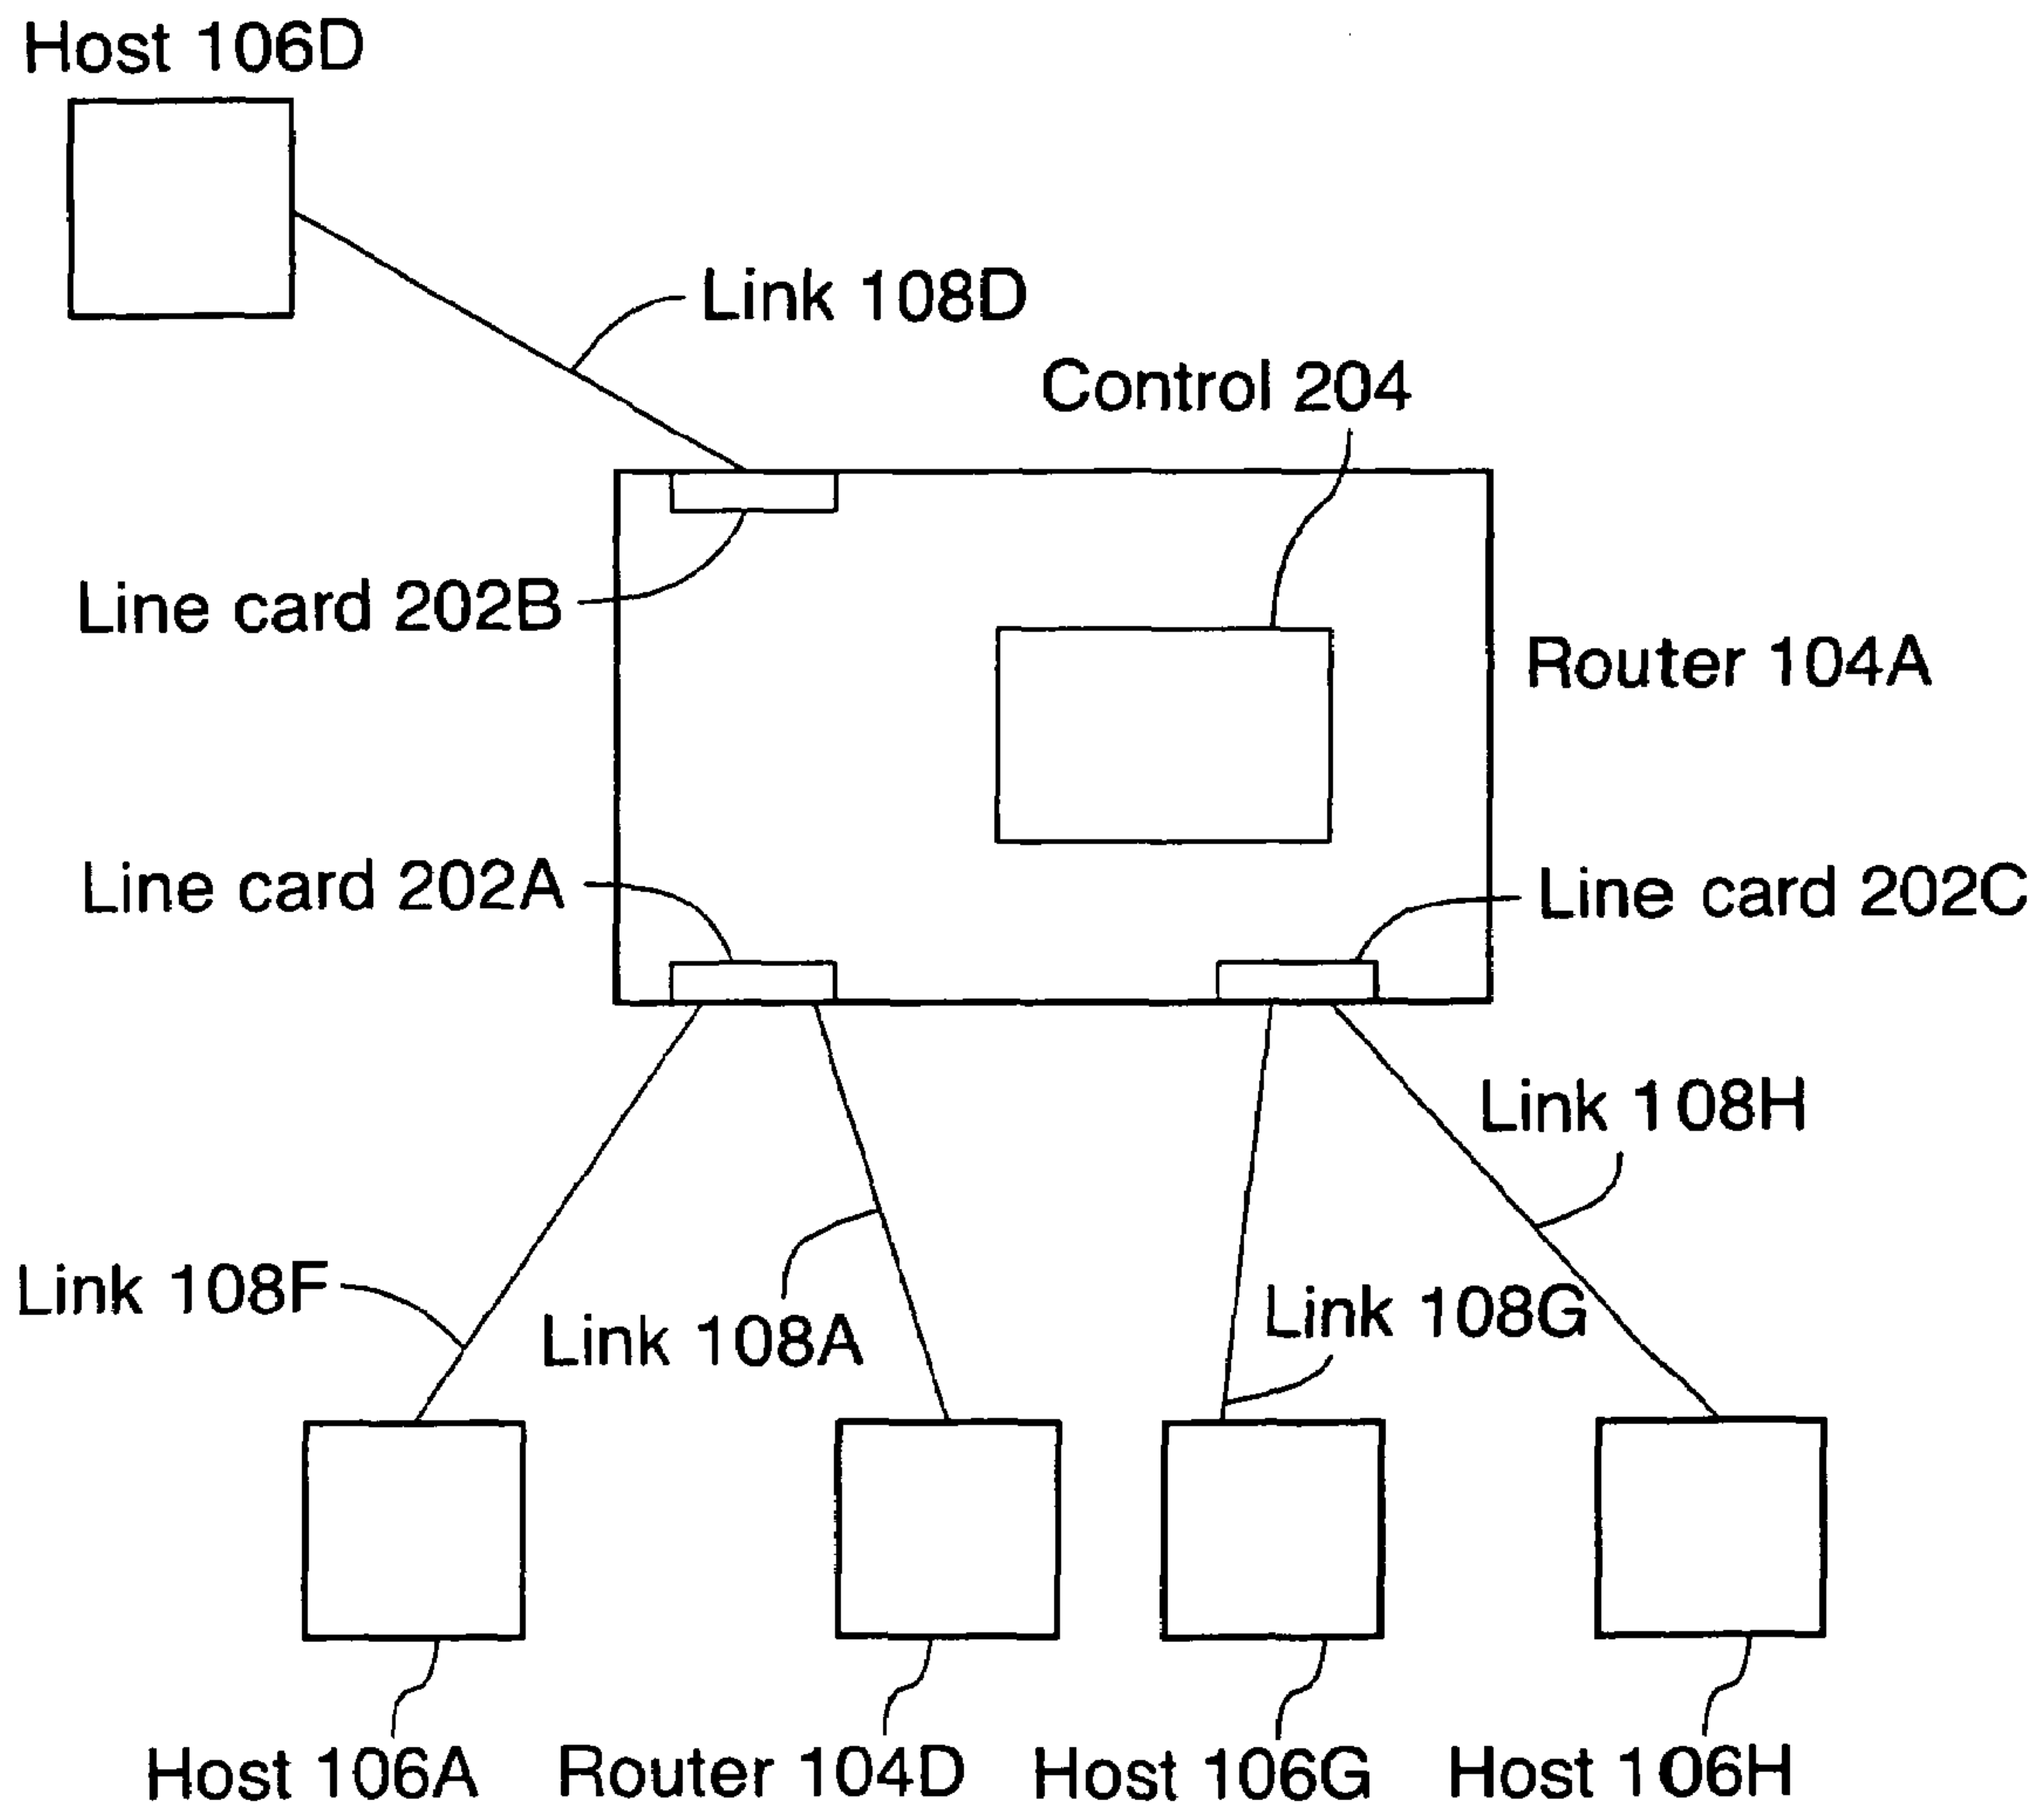 Host 106D
Link 108D
Control 204
Line card 202B
Router 104A
Line card 202A
Line card 202C
Link 108H
Link 108F
Link 108A
Link 108G
Host 106A
Router 104D
Host 106G
Host 106H